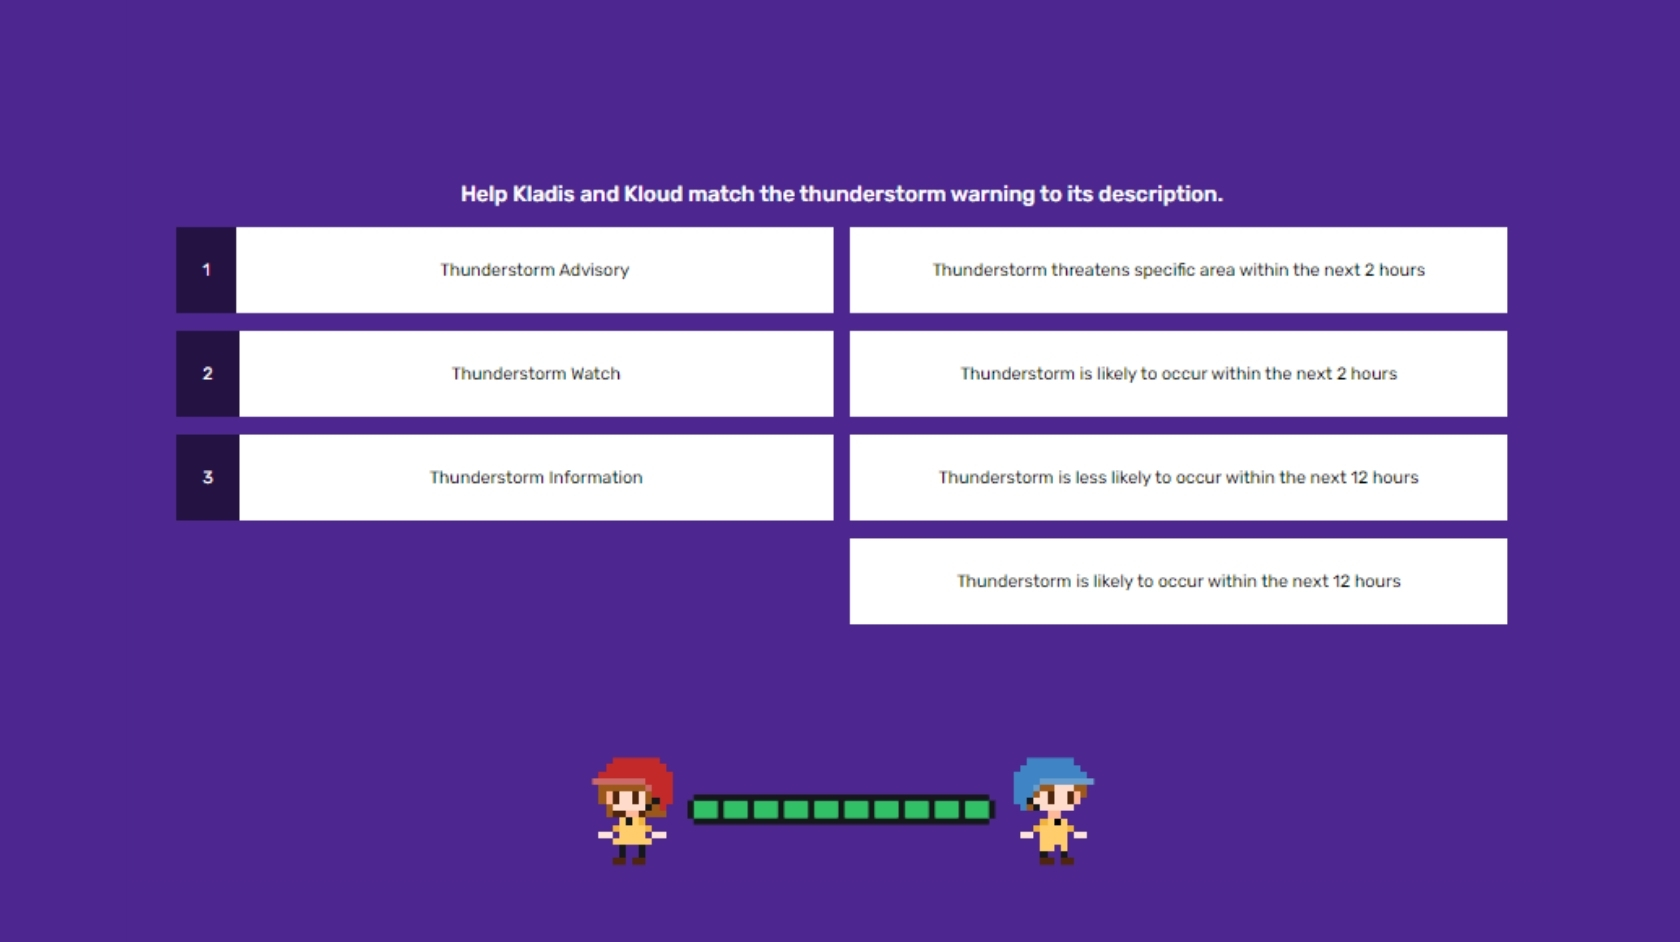 Help Kladis and Kloud match the thunderstorm warning to its description.
1
Thunderstorm Advisory
Thunderstorm threatens specific area within the next 2 hours
2
Thunderstorm Watch
Thunderstorm is likely to occur within the next 2 hours
3
Thunderstorm Information
Thunderstorm is less likely to occur within the next 12 hours
Thunderstorm is likely to occur within the next 12 hours